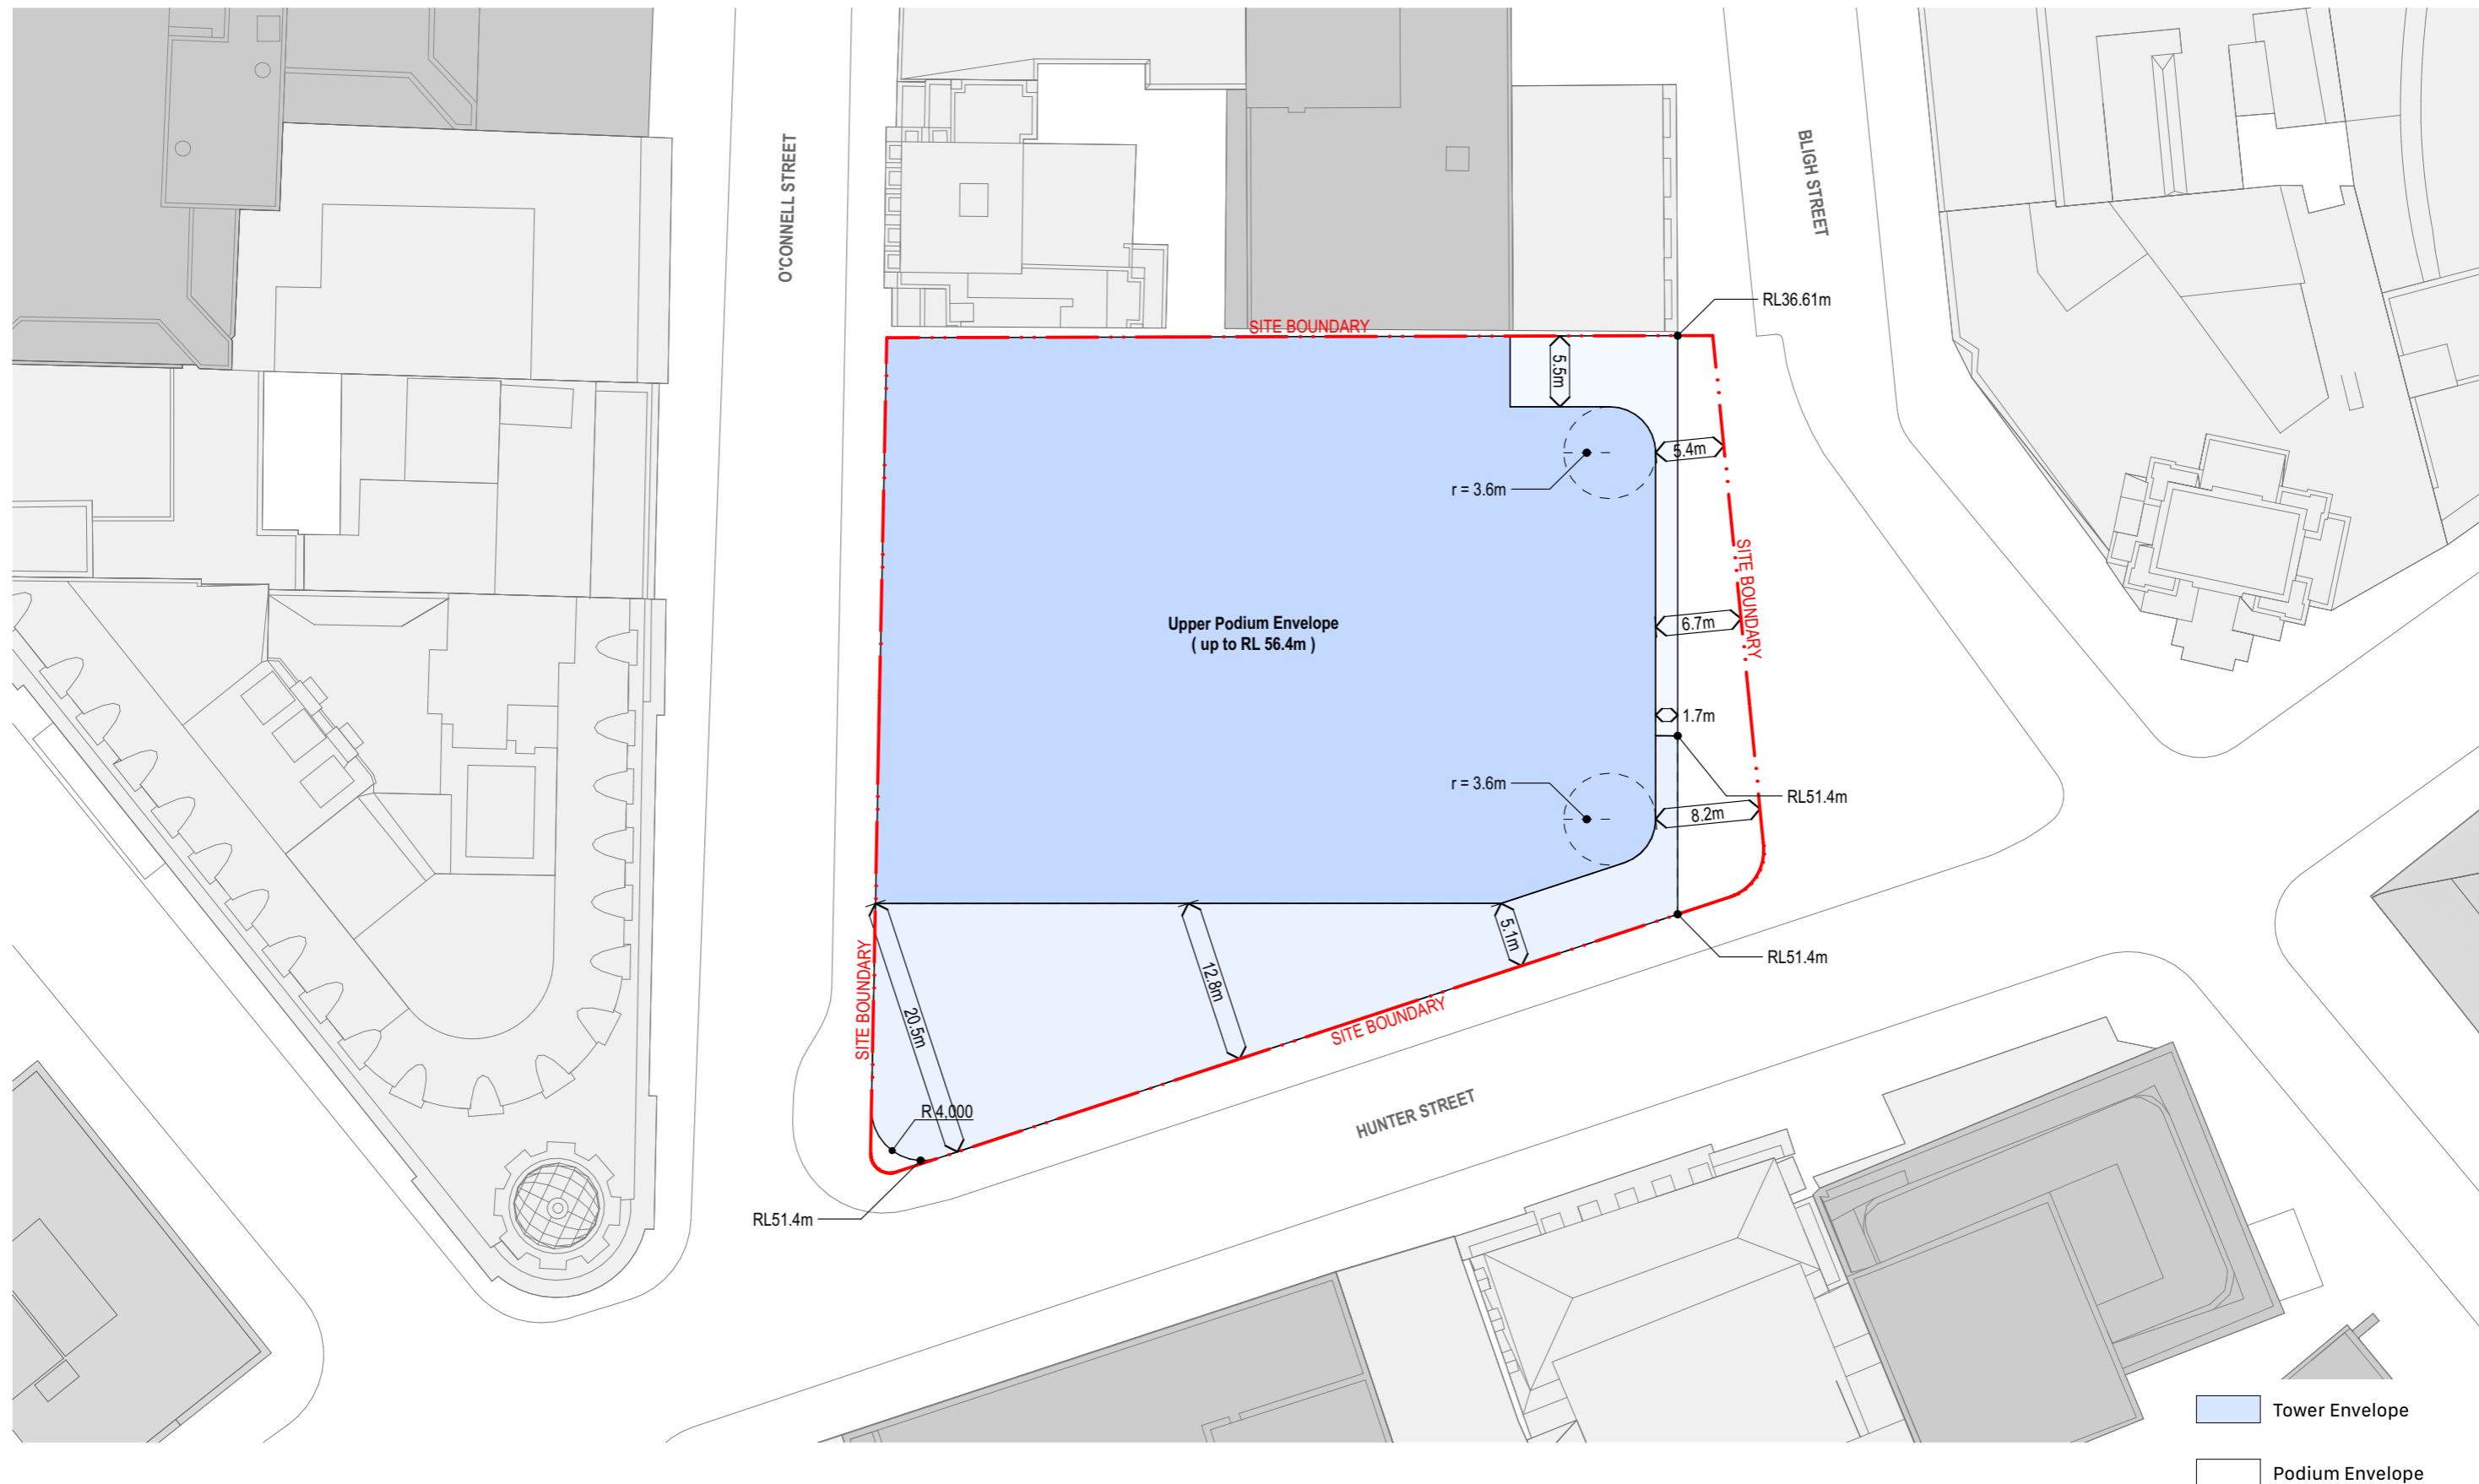 O'CONNELL STREET
BLIGH STREET
RL36.61m
SITE BOUNDARY
5.5m
5.4m
r = 3.6m
SITE BOUNDARY
Upper Podium Envelope
( up to RL 56.4m )
6.7m
1.7m
r = 3.6m
RL51.4m
8.2m
5.1m
SITE BOUNDARY
RL51.4m
12.8m
20.5m
SITE BOUNDARY
R 4.000
HUNTER STREET
RL51.4m
Tower Envelope
Podium Envelope